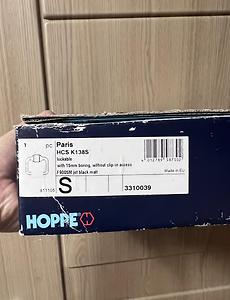 1 pc Paris
HCS K138S
lockable
with 15mm boring, without clip-in access
F9005M jet black matt
Made in EU
S
3310039
HOPPE